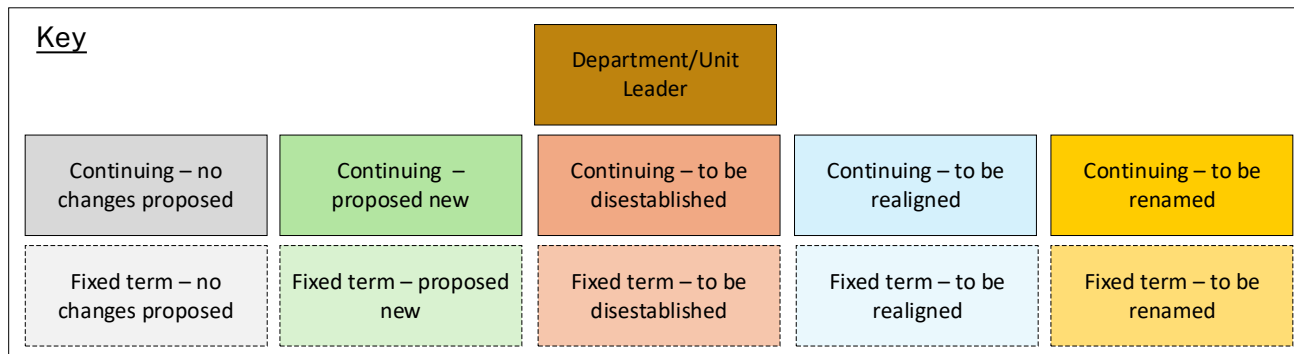 Key
Department/Unit
Leader
Continuing – no
changes proposed
Continuing –
proposed new
Continuing – to be
disestablished
Continuing – to be
realigned
Continuing – to be
renamed
Fixed term – no
changes proposed
Fixed term – proposed
new
Fixed term – to be
disestablished
Fixed term – to be
realigned
Fixed term – to be
renamed